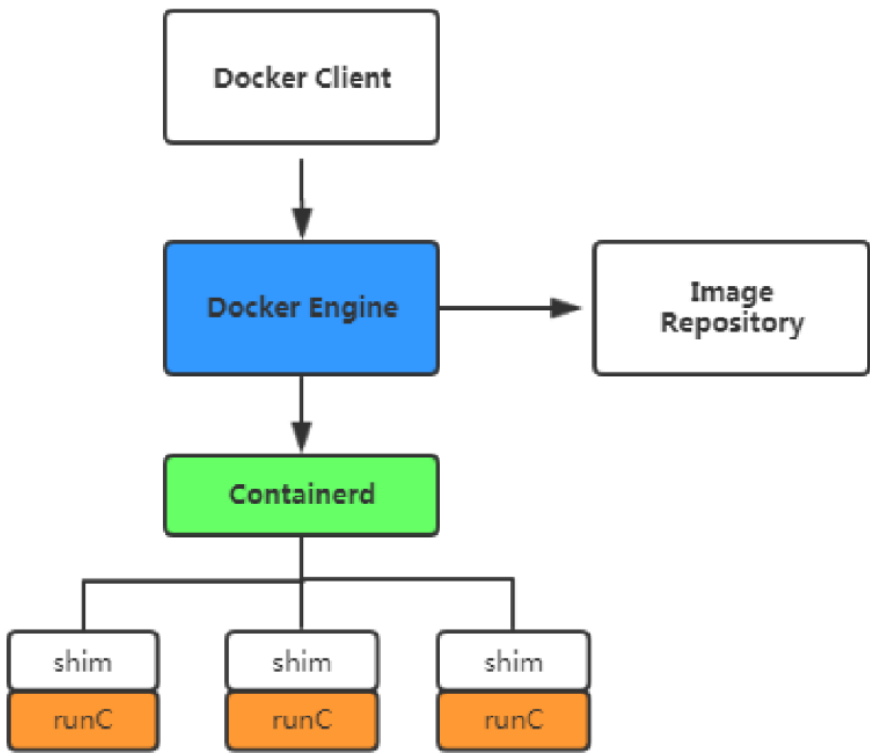 Docker Client
Docker Engine
Image
Repository
Containerd
shim
shim
shim
runC
runC
runC